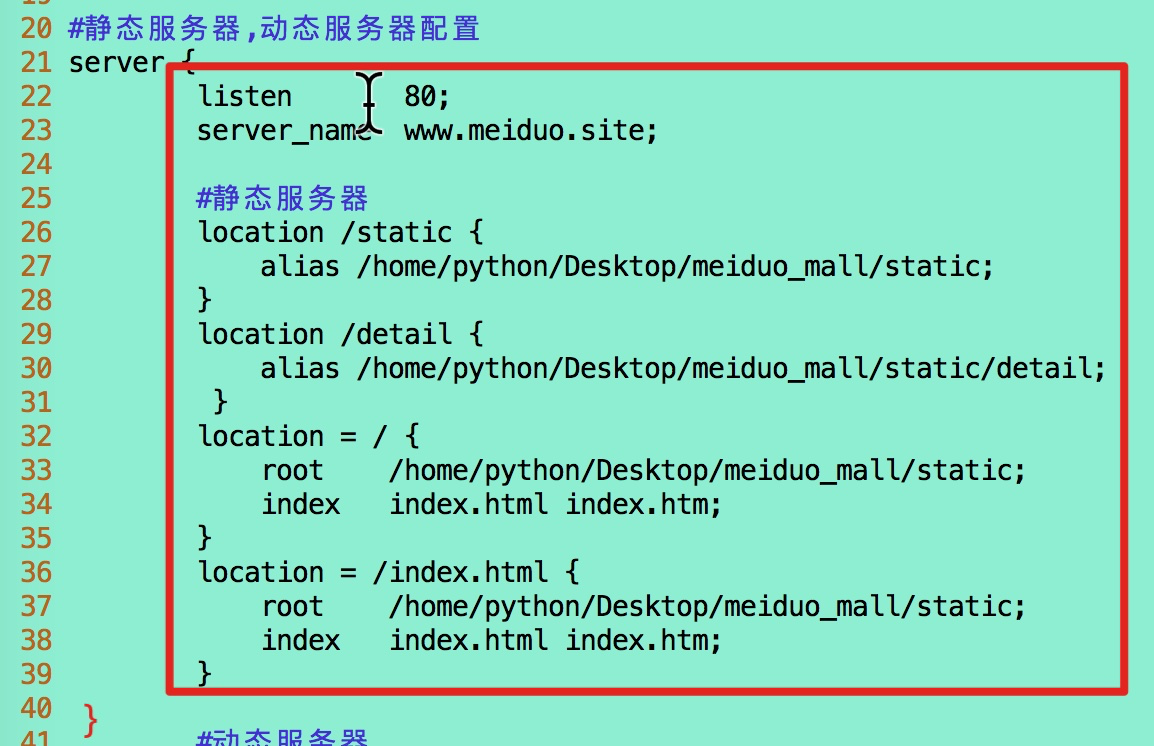 20 #静态服务器,动态服务器配置
21 server {
22 listen 80;
23 server_name www.meiduo.site;
24
25 #静态服务器
26 location /static {
27 alias /home/python/Desktop/meiduo_mall/static;
28 }
29 location /detail {
30 alias /home/python/Desktop/meiduo_mall/static/detail;
31 }
32 location = / {
33 root /home/python/Desktop/meiduo_mall/static;
34 index index.html index.htm;
35 }
36 location = /index.html {
37 root /home/python/Desktop/meiduo_mall/static;
38 index index.html index.htm;
39 }
40 }
41 #动态服务器